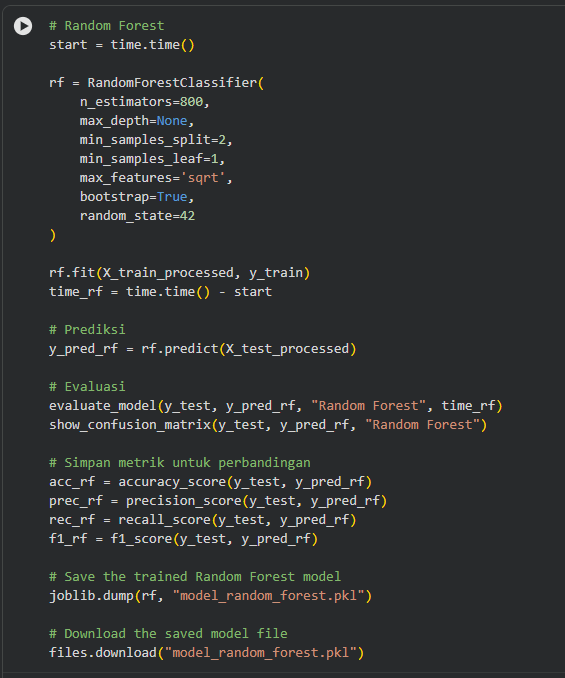 # Random Forest
start = time.time()
rf = RandomForestClassifier(
n_estimators=800,
max_depth=None,
min_samples_split=2,
min_samples_leaf=1,
max_features='sqrt',
bootstrap=True,
random_state=42
)
rf.fit(X_train_processed, y_train)
time_rf = time.time() - start
# Prediksi
y_pred_rf = rf.predict(X_test_processed)
# Evaluasi
evaluate_model(y_test, y_pred_rf, "Random Forest", time_rf)
show_confusion_matrix(y_test, y_pred_rf, "Random Forest")
# Simpan metrik untuk perbandingan
acc_rf = accuracy_score(y_test, y_pred_rf)
prec_rf = precision_score(y_test, y_pred_rf)
rec_rf = recall_score(y_test, y_pred_rf)
f1_rf = f1_score(y_test, y_pred_rf)
# Save the trained Random Forest model
joblib.dump(rf, "model_random_forest.pkl")
# Download the saved model file
files.download("model_random_forest.pkl")